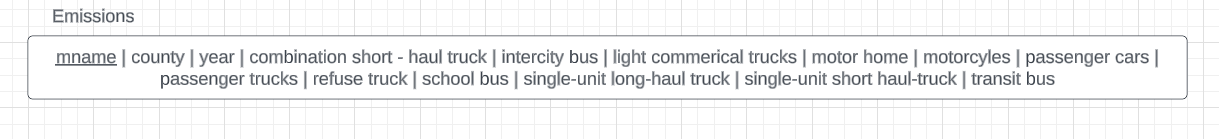 Emissions
mname | county | year | combination short - haul truck | intercity bus | light commerical trucks | motor home | motorcyles | passenger cars |
passenger trucks | refuse truck | school bus | single-unit long-haul truck | single-unit short haul-truck | transit bus